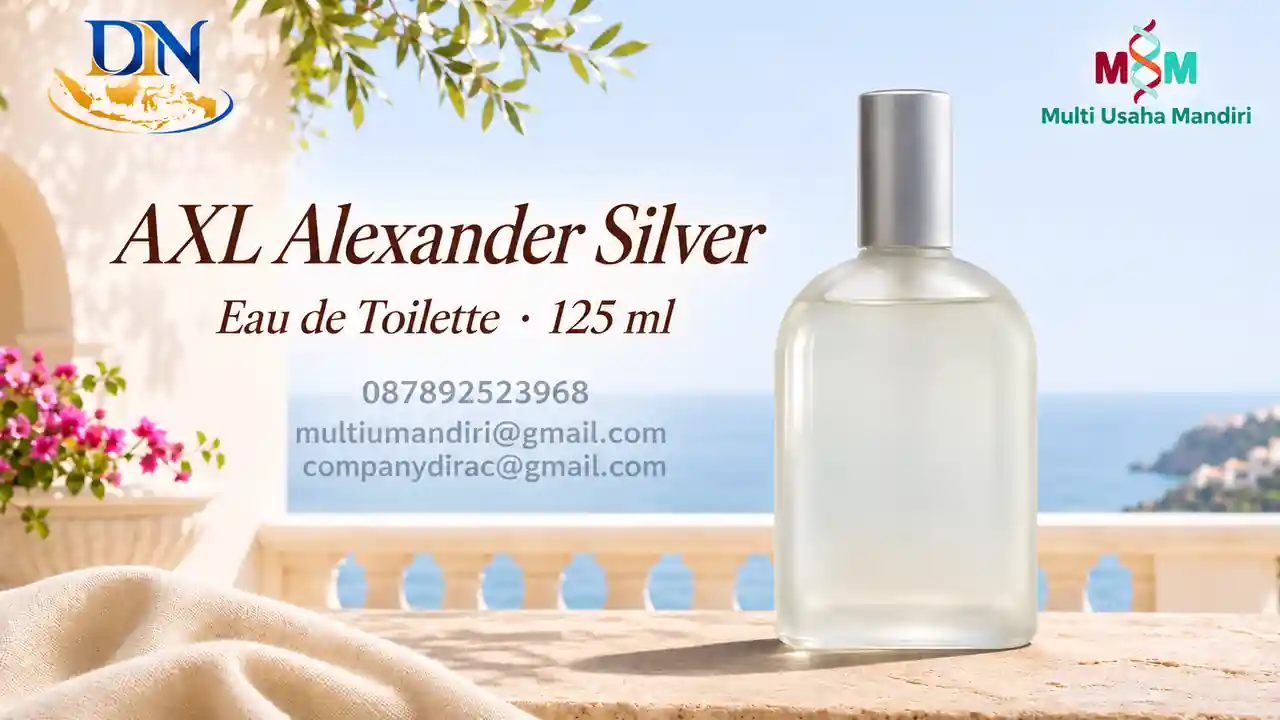 DN
MSM
Multi Usaha Mandiri
AXL Alexander Silver
Eau de Toilette · 125 ml
087892523968
multiumandiri@gmail.com
companydirac@gmail.com